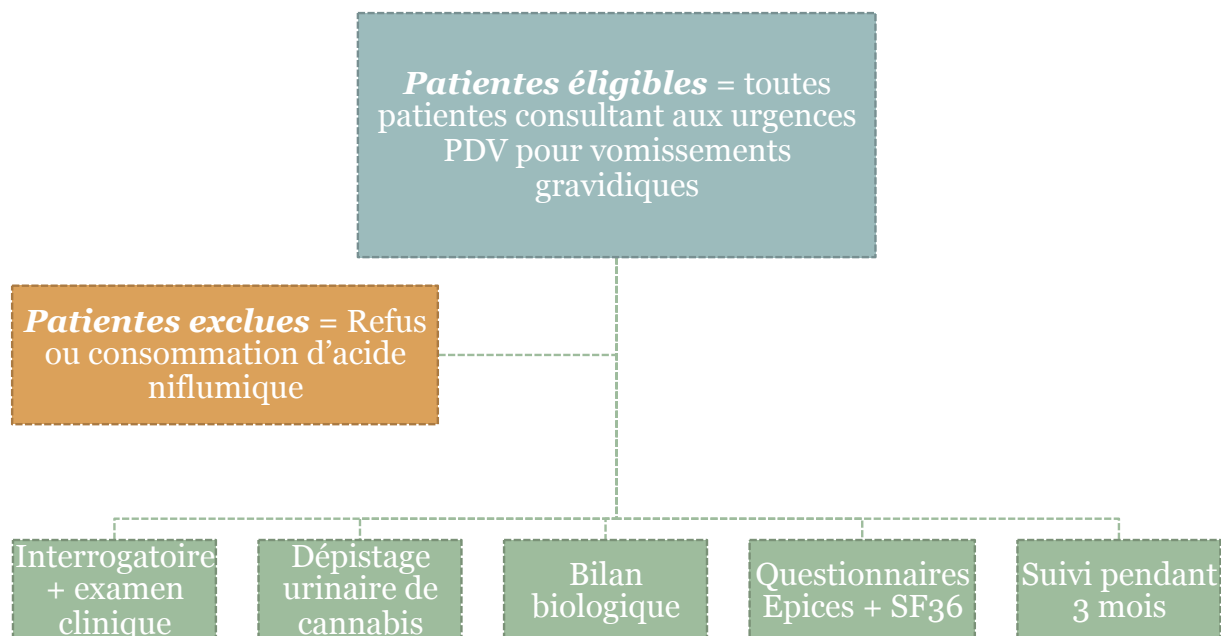 Patientes éligibles = toutes
patientes consultant aux urgences
PDV pour vomissements
gravidiques
Patientes exclues = Refus
ou consommation d’acide
niflumique
Interrogatoire
+ examen
clinique
Dépistage
urinaire de
cannabis
Bilan
biologique
Questionnaires
Epices + SF36
Suivi pendant
3 mois